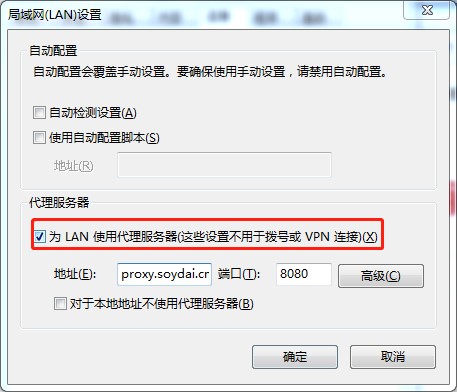 局域网(LAN)设置
自动配置
自动配置会覆盖手动设置。要确保使用手动设置，请禁用自动配置。
自动检测设置(A)
使用自动配置脚本(S)
地址(R)
代理服务器
为 LAN 使用代理服务器(这些设置不用于拨号或 VPN 连接)(X)
地址(E): proxy.soydai.cr 端口(T): 8080 高级(C)
对于本地地址不使用代理服务器(B)
确定 取消